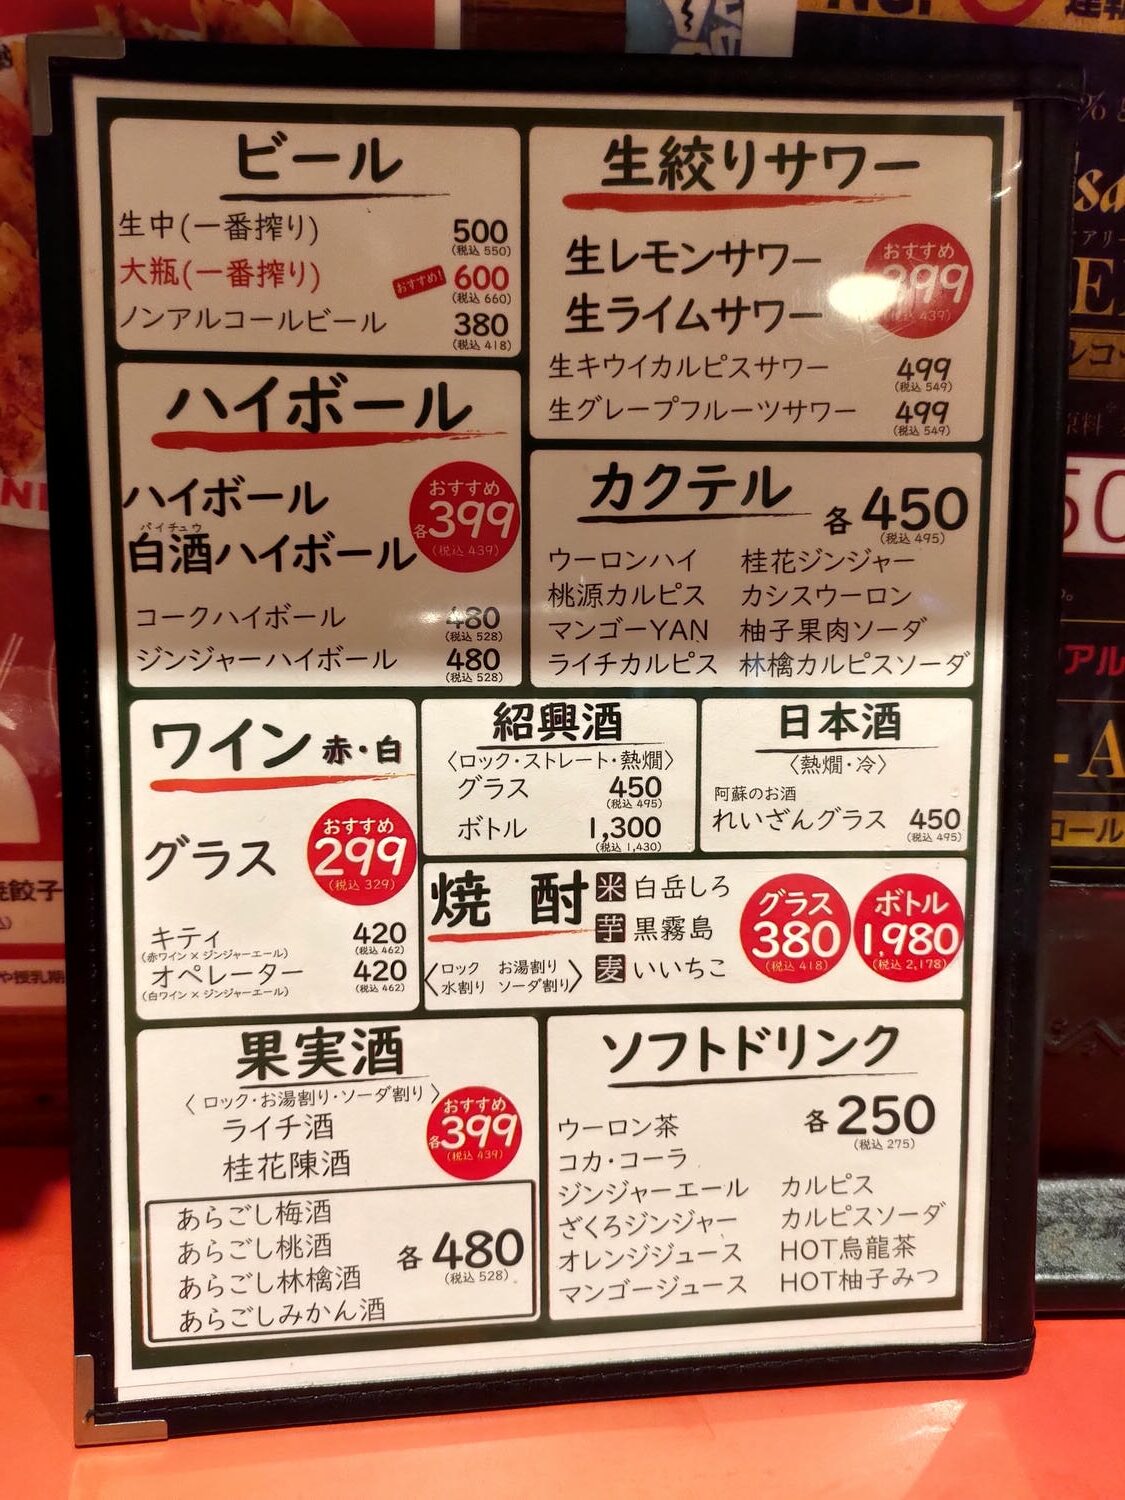 ビール
生中(一番搾り) 500
(税込 550)
大瓶(一番搾り) おすすめ! 600
(税込 660)
ノンアルコールビール 380
(税込 418)
ハイボール
ハイボール
パイチュウ
白酒ハイボール
おすすめ
各399
(税込 439)
コークハイボール 480
(税込 528)
ジンジャーハイボール 480
(税込 528)
生絞りサワー
生レモンサワー
生ライムサワー
おすすめ
399
(税込 439)
生キウイカルピスサワー 499
(税込 549)
生グレープフルーツサワー 499
(税込 549)
カクテル 各450
(税込 495)
ウーロンハイ 桂花ジンジャー
桃源カルピス カシスウーロン
マンゴーYAN 柚子果肉ソーダ
ライチカルピス 林檎カルピスソーダ
ワイン 赤・白
グラス
おすすめ
299
(税込 329)
キティ 420
(赤ワイン×ジンジャーエール) (税込 462)
オペレーター 420
(白ワイン×ジンジャーエール) (税込 462)
紹興酒
〈ロック・ストレート・熱燗〉
グラス 450
(税込 495)
ボトル 1,300
(税込 1,430)
日本酒
〈熱燗・冷〉
阿蘇のお酒
れいざんグラス 450
(税込 495)
焼酎
〈ロック お湯割り
水割り ソーダ割り〉
米 白岳しろ
芋 黒霧島
麦 いいちこ
グラス
380
(税込 418)
ボトル
1,980
(税込 2,178)
果実酒
〈ロック・お湯割り・ソーダ割り〉
ライチ酒
桂花陳酒
おすすめ
各399
(税込 439)
あらごし梅酒
あらごし桃酒
あらごし林檎酒
あらごしみかん酒
各480
(税込 528)
ソフトドリンク
各250
(税込 275)
ウーロン茶
コカ・コーラ
ジンジャーエール カルピス
ざくろジンジャー カルピスソーダ
オレンジジュース HOT烏龍茶
マンゴージュース HOT柚子みつ